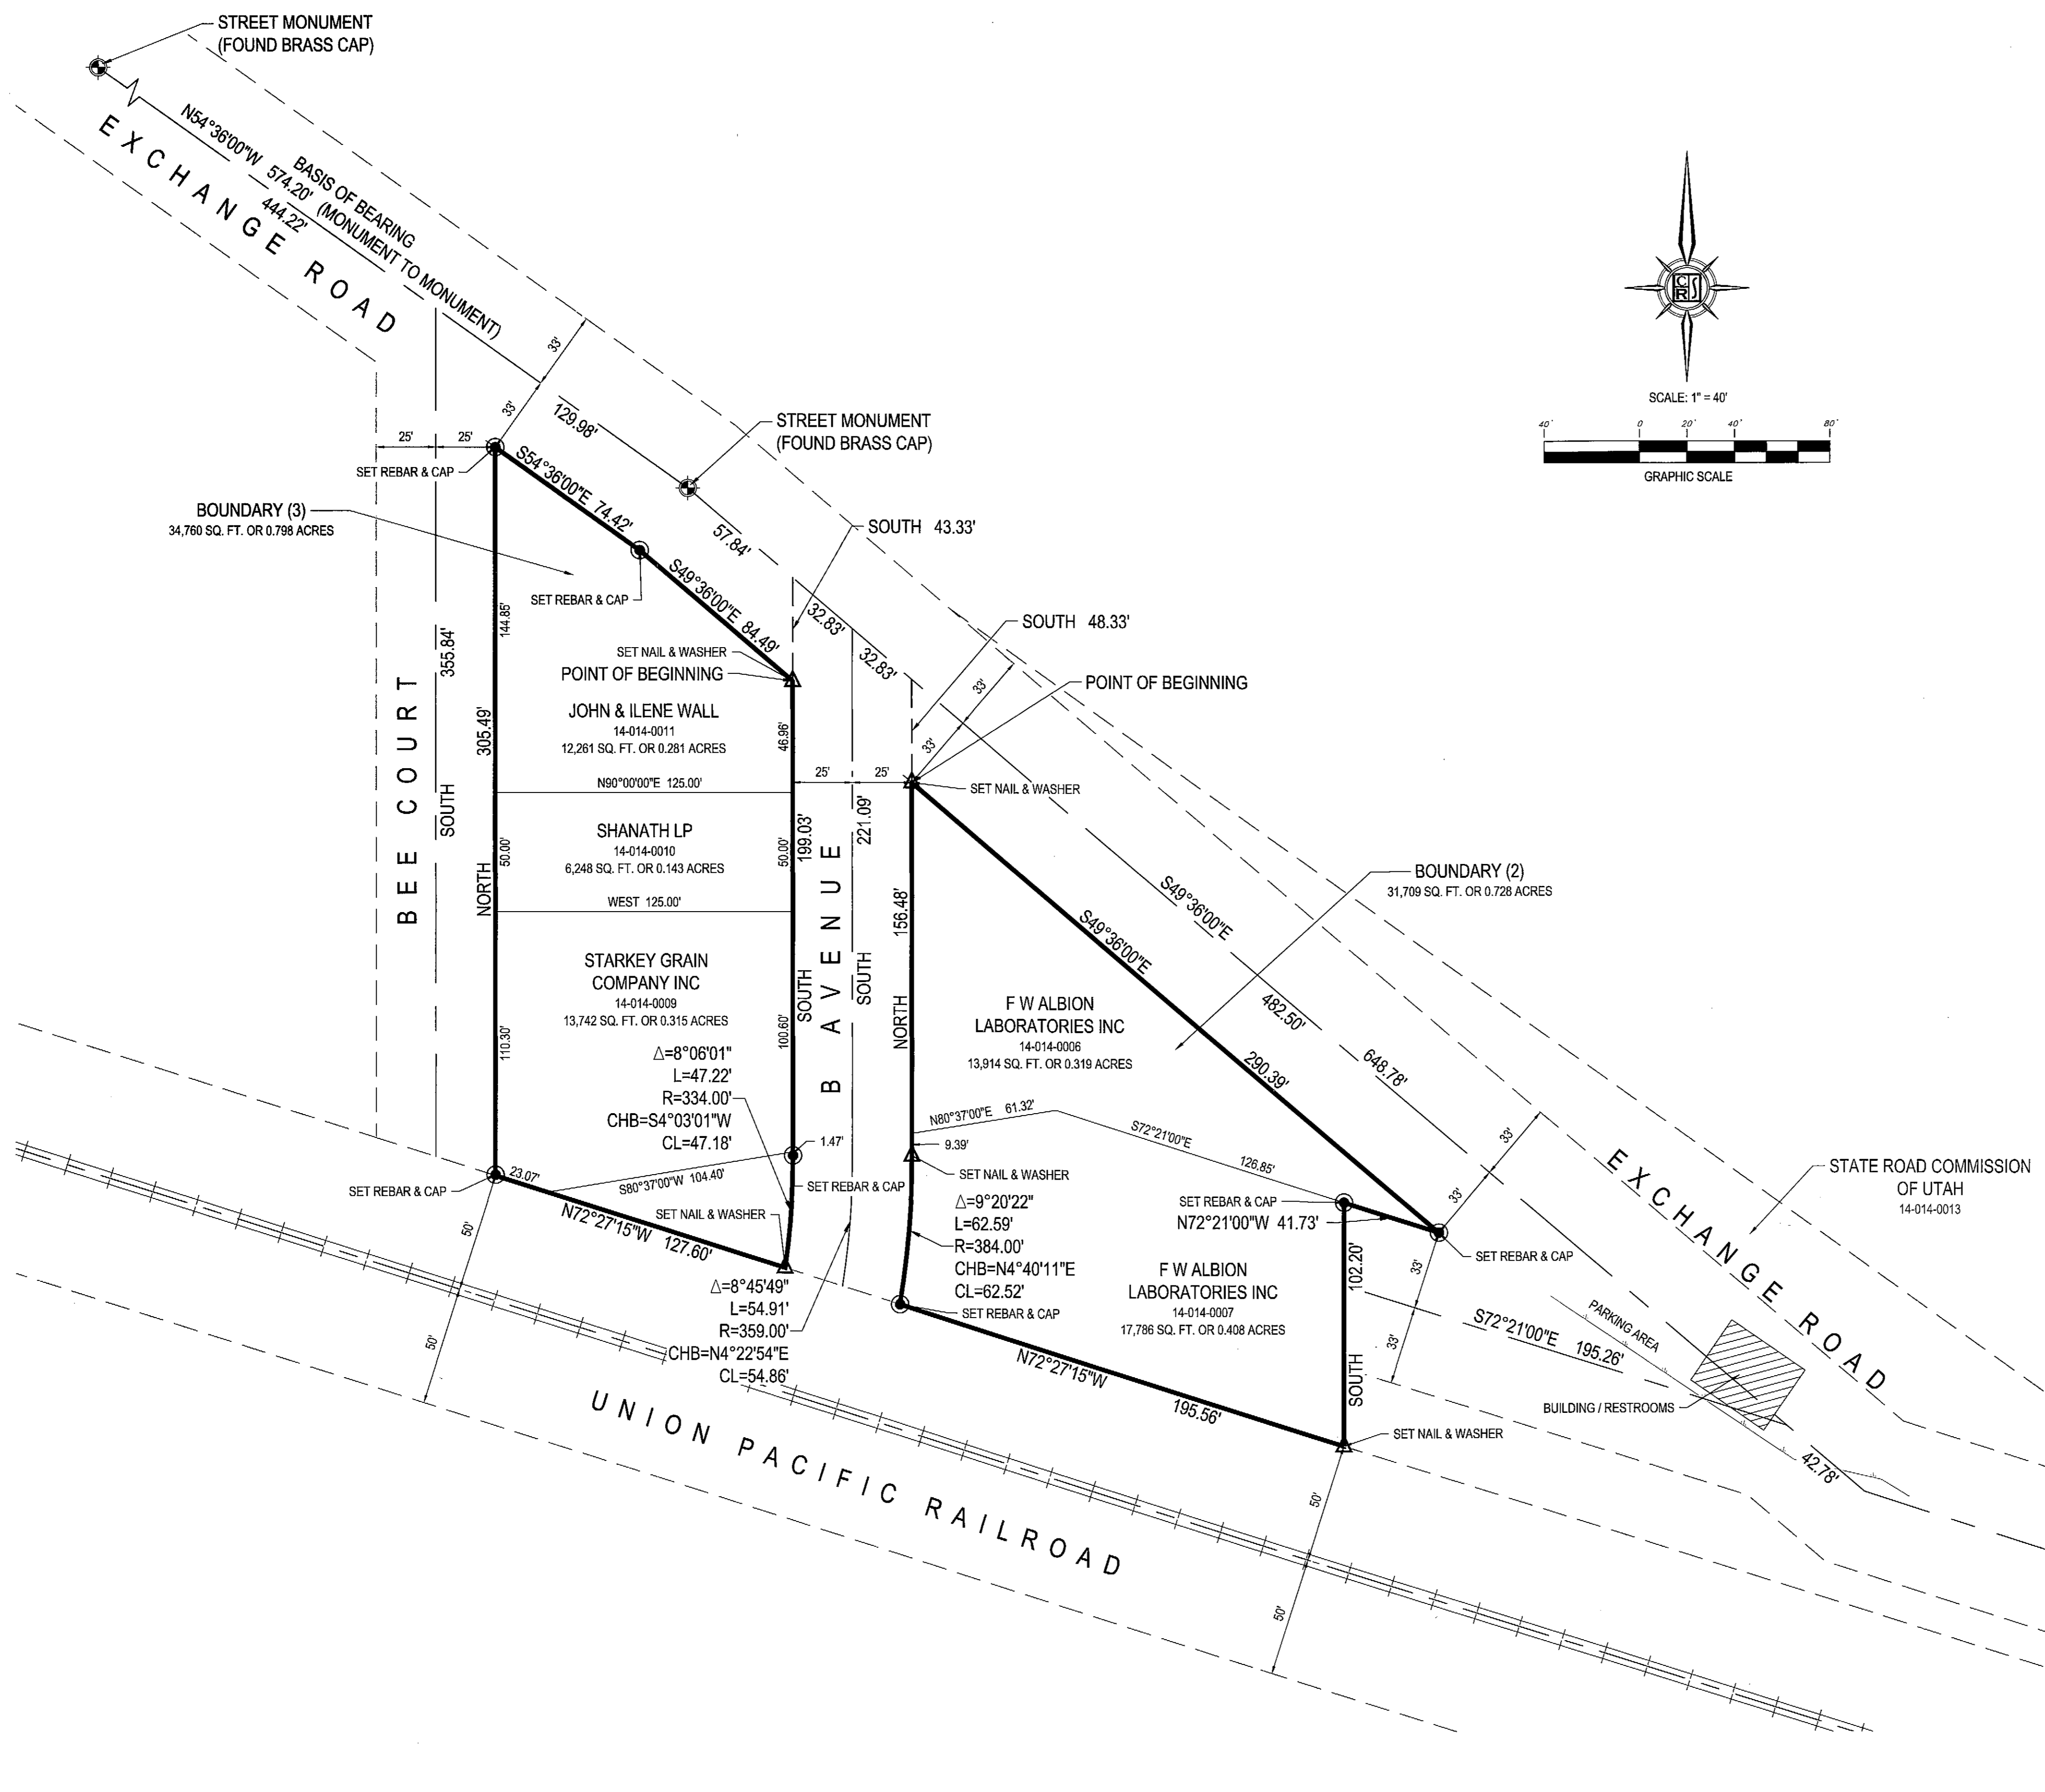 STREET MONUMENT
(FOUND BRASS CAP)
N54°36'00"W 574.20' (MONUMENT TO MONUMENT)
BASIS OF BEARING
444.22'
EXCHANGE ROAD
33'
33'
129.98'
STREET MONUMENT
(FOUND BRASS CAP)
25'
25'
SET REBAR & CAP
S54°36'00"E 74.42'
BOUNDARY (3)
34,760 SQ. FT. OR 0.798 ACRES
57.84'
SOUTH 43.33'
S49°36'00"E 84.49'
SET REBAR & CAP
144.85'
32.83'
32.83'
SOUTH 48.33'
355.84'
SET NAIL & WASHER
POINT OF BEGINNING
POINT OF BEGINNING
33'
33'
JOHN & ILENE WALL
14-014-0011
12,261 SQ. FT. OR 0.281 ACRES
46.96'
305.49'
BEE COURT
SOUTH
N90°00'00"E 125.00'
25'
25'
SET NAIL & WASHER
SHANATH LP
14-014-0010
6,248 SQ. FT. OR 0.143 ACRES
50.00'
50.00'
199.03'
221.09'
NORTH
WEST 125.00'
B AVENUE
156.48'
S49°36'00"E
S49°36'00"E
BOUNDARY (2)
31,709 SQ. FT. OR 0.728 ACRES
STARKEY GRAIN
COMPANY INC
14-014-0009
13,742 SQ. FT. OR 0.315 ACRES
SOUTH
SOUTH
100.60'
110.30'
NORTH
F W ALBION
LABORATORIES INC
14-014-0006
13,914 SQ. FT. OR 0.319 ACRES
482.50'
648.78'
290.39'
Δ=8°06'01"
L=47.22'
R=334.00'
CHB=S4°03'01"W
CL=47.18'
N80°37'00"E 61.32'
S72°21'00"E
126.85'
1.47'
9.39'
33'
33'
EXCHANGE ROAD
STATE ROAD COMMISSION
OF UTAH
14-014-0013
23.07'
S80°37'00"W 104.40'
SET REBAR & CAP
SET REBAR & CAP
SET NAIL & WASHER
SET NAIL & WASHER
N72°27'15"W 127.60'
SET REBAR & CAP
N72°21'00"W 41.73'
SET REBAR & CAP
Δ=9°20'22"
L=62.59'
R=384.00'
CHB=N4°40'11"E
CL=62.52'
SET REBAR & CAP
F W ALBION
LABORATORIES INC
14-014-0007
17,786 SQ. FT. OR 0.408 ACRES
102.20'
SOUTH
33'
33'
Δ=8°45'49"
L=54.91'
R=359.00'
CHB=N4°22'54"E
CL=54.86'
50'
50'
S72°21'00"E 195.26'
PARKING AREA
BUILDING / RESTROOMS
42.78'
N72°27'15"W
195.56'
SET NAIL & WASHER
UNION PACIFIC RAILROAD
50'
50'
C
R
S
SCALE: 1" = 40'
40' 0 20' 40' 80'
GRAPHIC SCALE